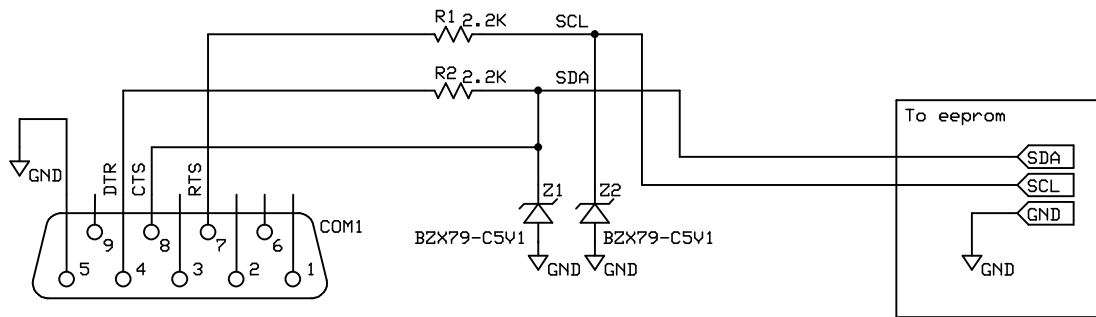 R1 2.2K SCL
R2 2.2K SDA
To eeprom
GND
DTR
CTS
RTS
SDA
SCL
GND
Z1
Z2
COM1
9 8 7 6
BZX79-C5V1
BZX79-C5V1
5 4 3 2 1
GND
GND
GND